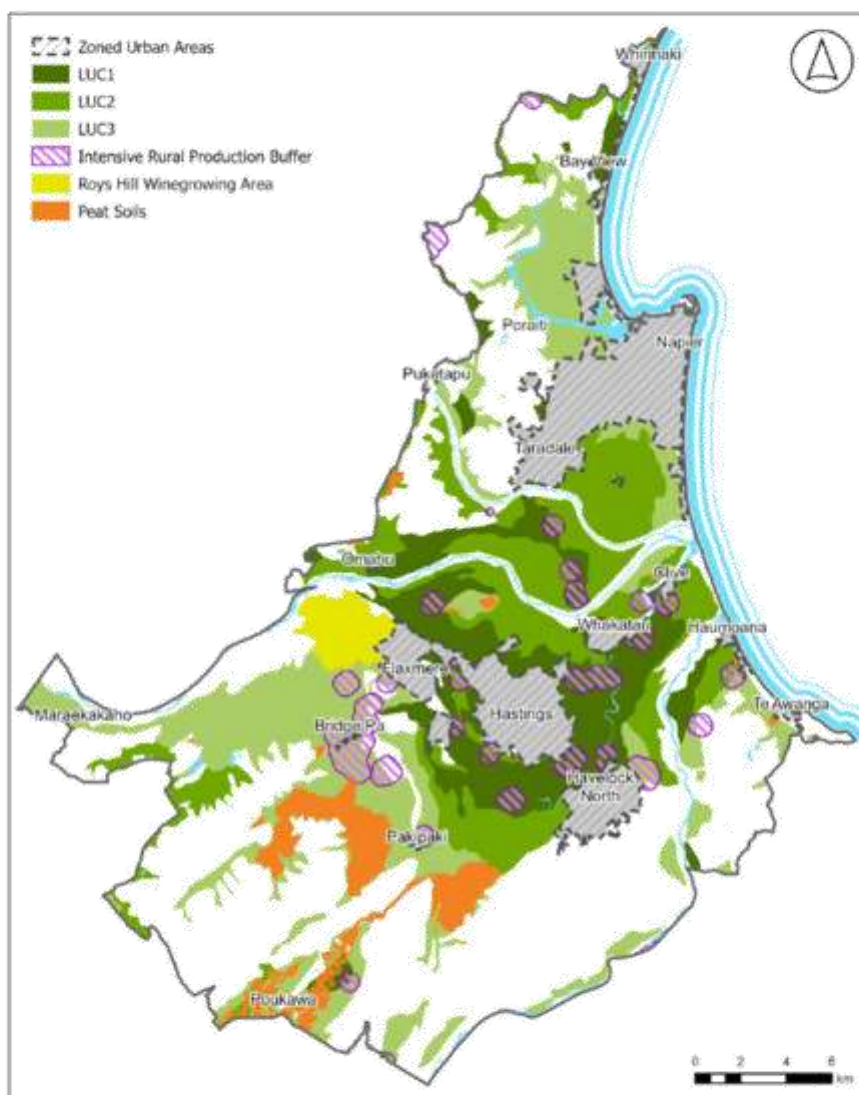 Zoned Urban Areas
LUC1
LUC2
LUC3
Intensive Rural Production Buffer
Roys Hill Winegrowing Area
Peat Soils
Whirinaki
Bay View
Poraiti
Napier
Puketapu
Taradale
Omahu
Clive
Whakatu
Haumoana
Flaxmere
Te Awanga
Maraekakaho
Bridge Pa
Hastings
Havelock
North
Pakipaki
Poukawa
0 2 4 6
km